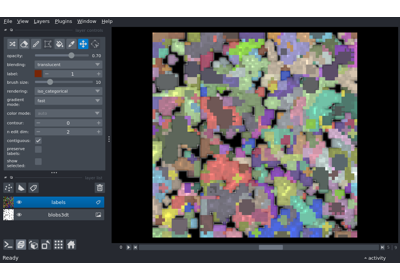 File View Layers Plugins Window Help
opacity: 0.70
blending: translucent
label: 1
brush size: 10
rendering: iso_categorical
gradient mode: fast
color mode:
contour: 0
n edit dim: 2
contiguous:
preserve labels:
show selected:
labels
blobs3dt
0
Ready
activity